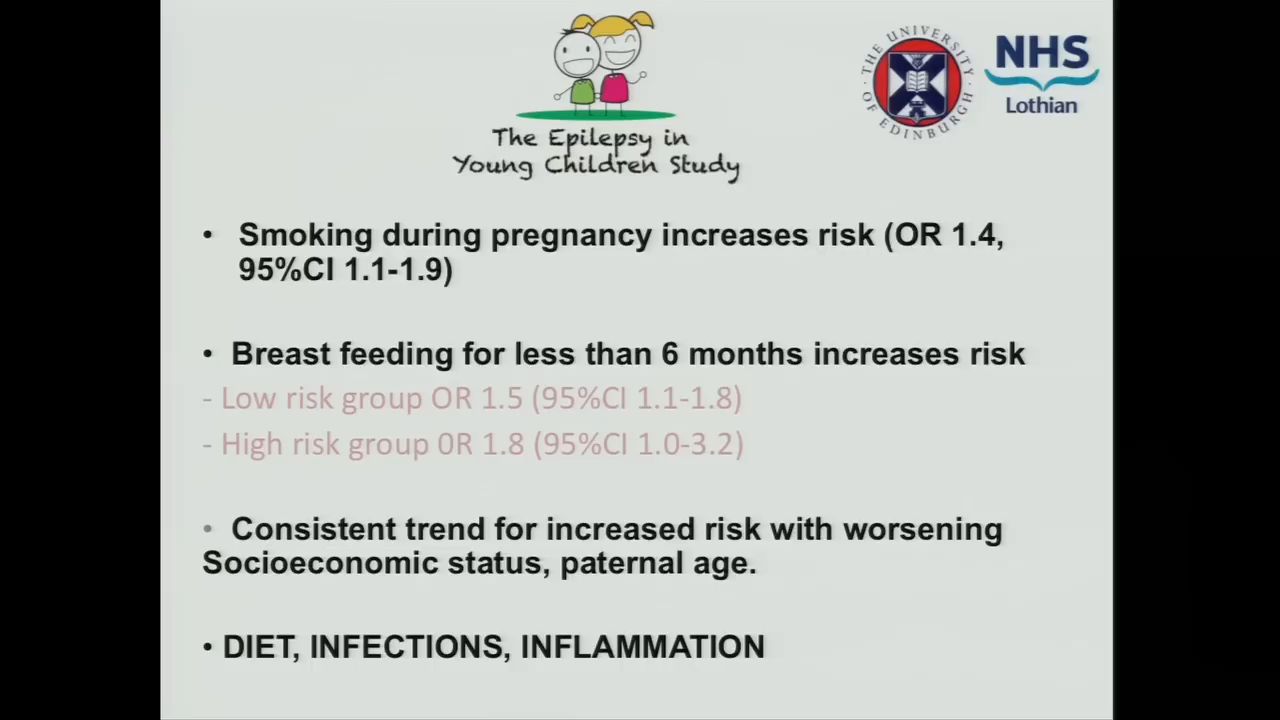 The Epilepsy in
Young Children Study
THE UNIVERSITY OF EDINBURGH
NHS
Lothian
• Smoking during pregnancy increases risk (OR 1.4,
95%CI 1.1-1.9)
• Breast feeding for less than 6 months increases risk
- Low risk group OR 1.5 (95%CI 1.1-1.8)
- High risk group 0R 1.8 (95%CI 1.0-3.2)
• Consistent trend for increased risk with worsening
Socioeconomic status, paternal age.
• DIET, INFECTIONS, INFLAMMATION